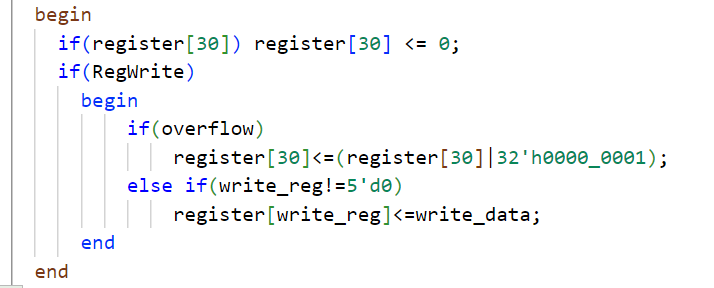 begin
if(register[30]) register[30] <= 0;
if(RegWrite)
begin
if(overflow)
register[30]<=(register[30]|32'h0000_0001);
else if(write_reg!=5'd0)
register[write_reg]<=write_data;
end
end